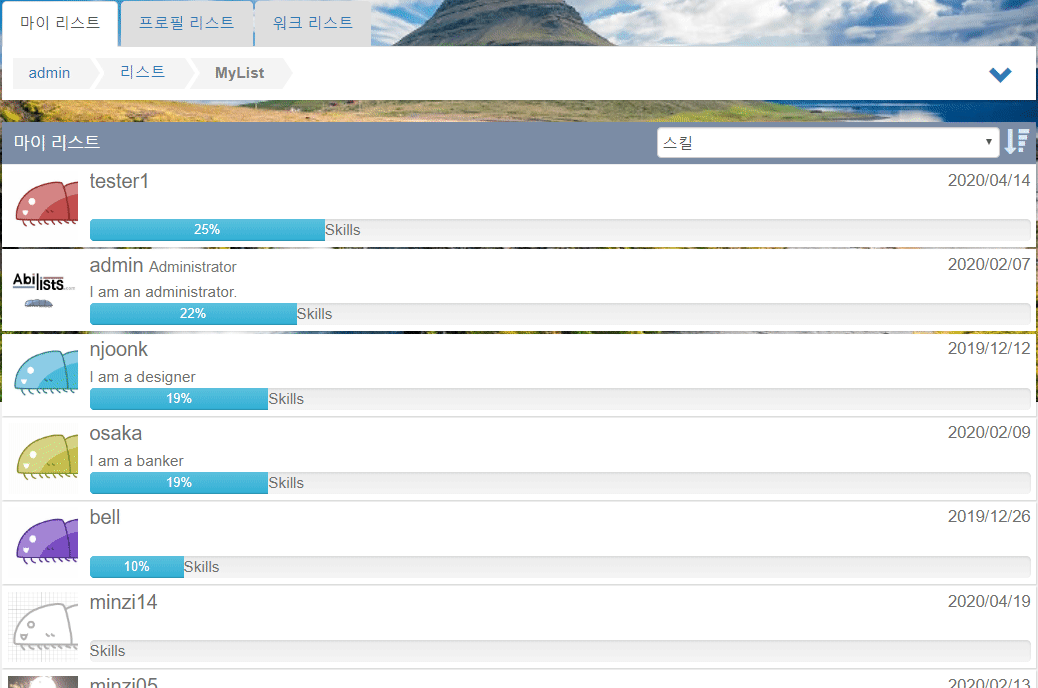 마이 리스트 프로필 리스트 워크 리스트
admin 리스트 MyList
마이 리스트 스킬
tester1 2020/04/14
25% Skills
admin Administrator 2020/02/07
Abilists
I am an administrator.
22% Skills
njoonk 2019/12/12
I am a designer
19% Skills
osaka 2020/02/09
I am a banker
19% Skills
bell 2019/12/26
10% Skills
minzi14 2020/04/19
Skills
minzi05 2020/02/13